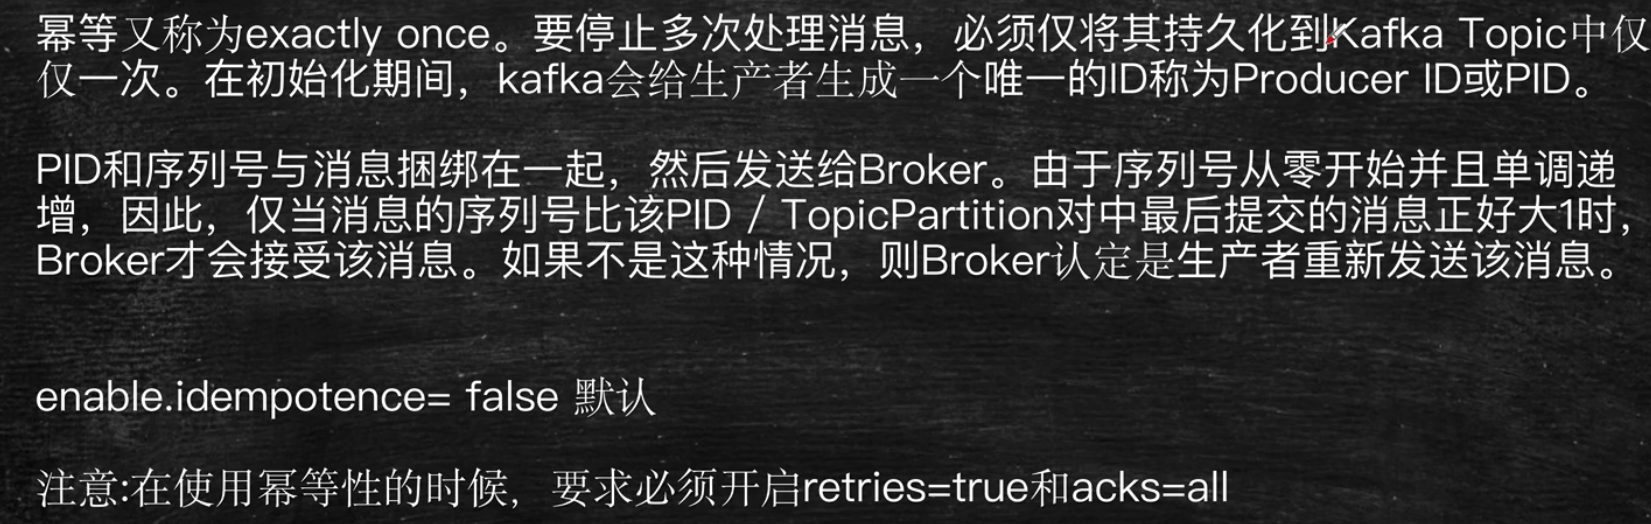 幂等又称为exactly once。要停止多次处理消息，必须仅将其持久化到Kafka Topic中仅
仅一次。在初始化期间，kafka会给生产者生成一个唯一的ID称为Producer ID或PID。
PID和序列号与消息捆绑在一起，然后发送给Broker。由于序列号从零开始并且单调递
增，因此，仅当消息的序列号比该PID / TopicPartition对中最后提交的消息正好大1时，
Broker才会接受该消息。如果不是这种情况，则Broker认定是生产者重新发送该消息。
enable.idempotence= false 默认
注意:在使用幂等性的时候，要求必须开启retries=true和acks=all